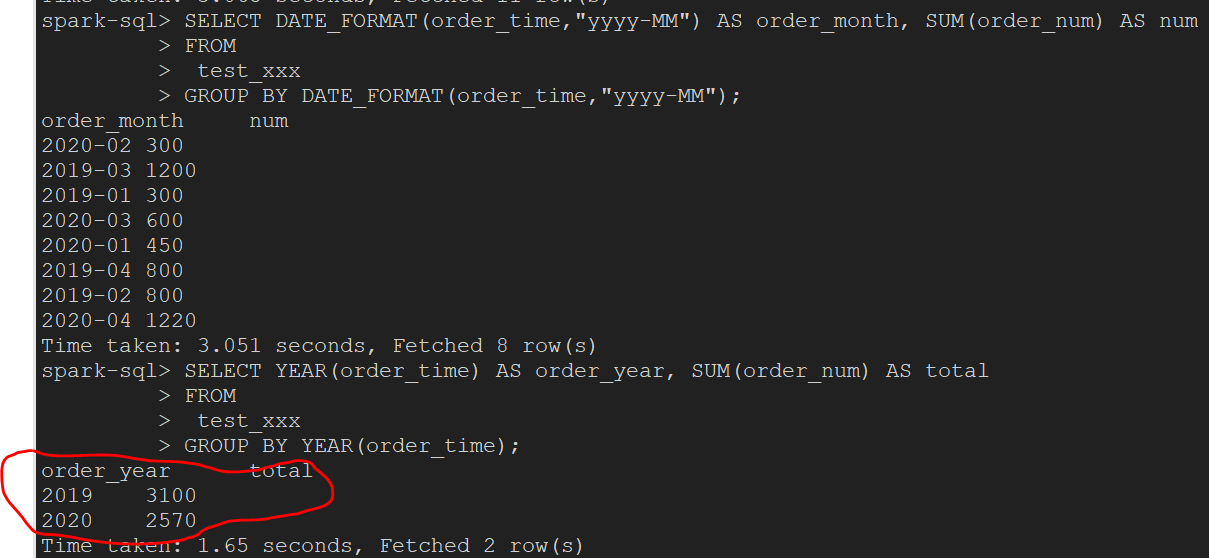 spark-sql> SELECT DATE_FORMAT(order_time,"yyyy-MM") AS order_month, SUM(order_num) AS num
> FROM
> test_xxx
> GROUP BY DATE_FORMAT(order_time,"yyyy-MM");
order_month num
2020-02 300
2019-03 1200
2019-01 300
2020-03 600
2020-01 450
2019-04 800
2019-02 800
2020-04 1220
Time taken: 3.051 seconds, Fetched 8 row(s)
spark-sql> SELECT YEAR(order_time) AS order_year, SUM(order_num) AS total
> FROM
> test_xxx
> GROUP BY YEAR(order_time);
order_year total
2019 3100
2020 2570
Time taken: 1.65 seconds, Fetched 2 row(s)